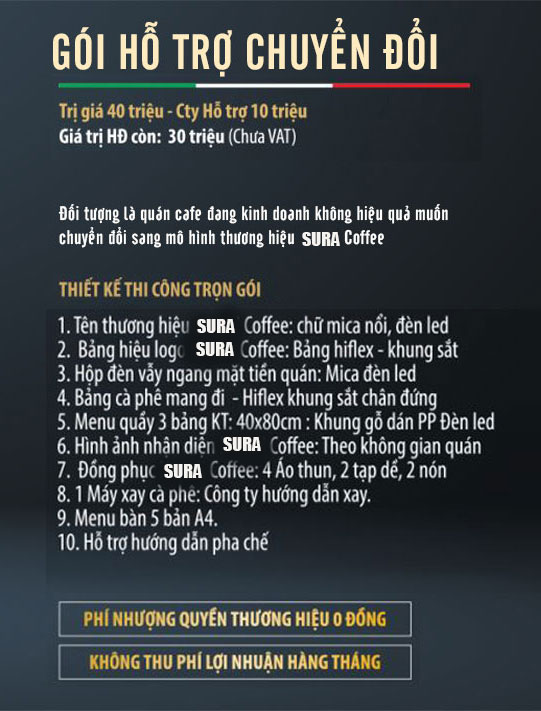 GÓI HỖ TRỢ CHUYỂN ĐỔI
Trị giá 40 triệu - Cty Hỗ trợ 10 triệu
Giá trị HĐ còn: 30 triệu (Chưa VAT)
Đối tượng là quán cafe đang kinh doanh không hiệu quả muốn
chuyển đổi sang mô hình thương hiệu SURA Coffee
THIẾT KẾ THI CÔNG TRỌN GÓI
1. Tên thương hiệu SURA Coffee: chữ mica nổi, đèn led
2. Bảng hiệu logo SURA Coffee: Bảng hiflex - khung sắt
3. Hộp đèn vẫy ngang mặt tiền quán: Mica đèn led
4. Bảng cà phê mang đi - Hiflex khung sắt chân đứng
5. Menu quầy 3 bảng KT: 40x80cm : Khung gỗ dán PP Đèn led
6. Hình ảnh nhận diện SURA Coffee: Theo không gian quán
7. Đồng phục SURA Coffee: 4 Áo thun, 2 tạp dề, 2 nón
8. 1 Máy xay cà phê: Công ty hướng dẫn xay.
9. Menu bàn 5 bản A4.
10. Hỗ trợ hướng dẫn pha chế
PHÍ NHƯỢNG QUYỀN THƯƠNG HIỆU 0 ĐỒNG
KHÔNG THU PHÍ LỢI NHUẬN HÀNG THÁNG